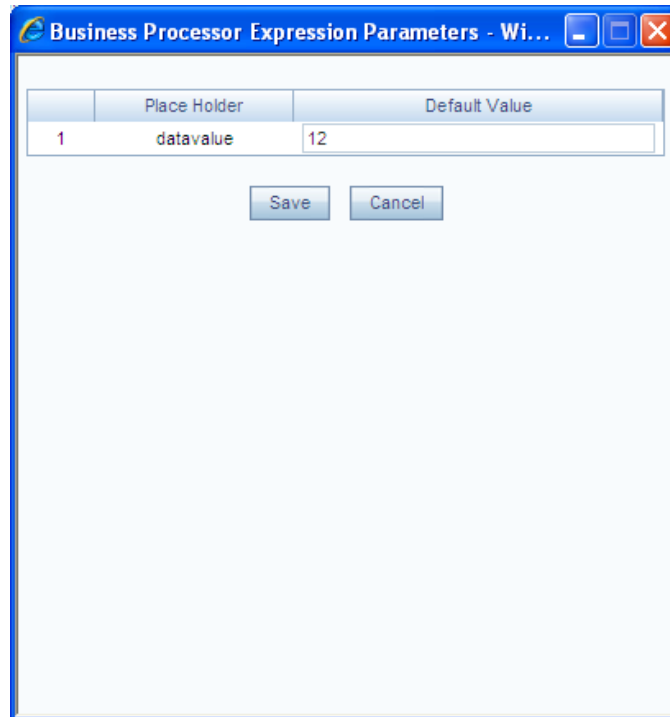 Business Processor Expression Parameters - Wi...
Place Holder Default Value
1 datavalue 12
Save Cancel